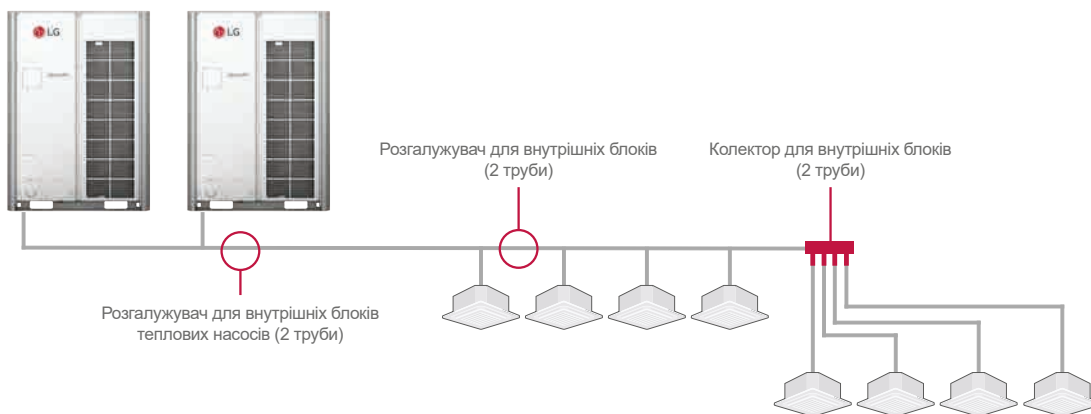 LG
LG
Розгалужувач для внутрішніх блоків
(2 труби)
Колектор для внутрішніх блоків
(2 труби)
Розгалужувач для внутрішніх блоків
теплових насосів (2 труби)